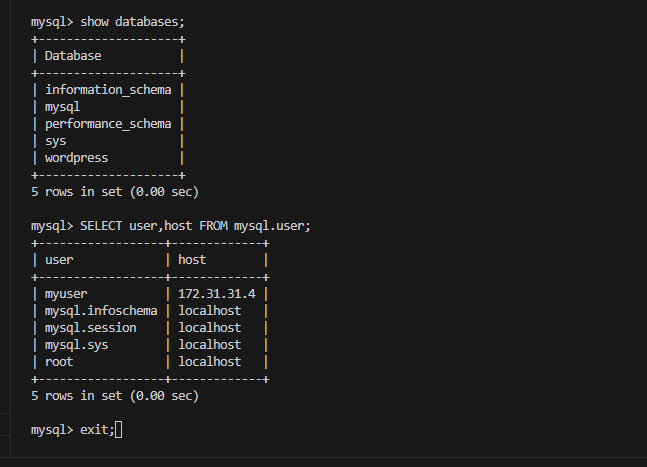 mysql> show databases;
+--------------------+
| Database           |
+--------------------+
| information_schema |
| mysql              |
| performance_schema |
| sys                |
| wordpress          |
+--------------------+
5 rows in set (0.00 sec)
mysql> SELECT user,host FROM mysql.user;
+------------------+-------------+
| user             | host        |
+------------------+-------------+
| myuser           | 172.31.31.4 |
| mysql.infoschema | localhost   |
| mysql.session    | localhost   |
| mysql.sys        | localhost   |
| root             | localhost   |
+------------------+-------------+
5 rows in set (0.00 sec)
mysql> exit;